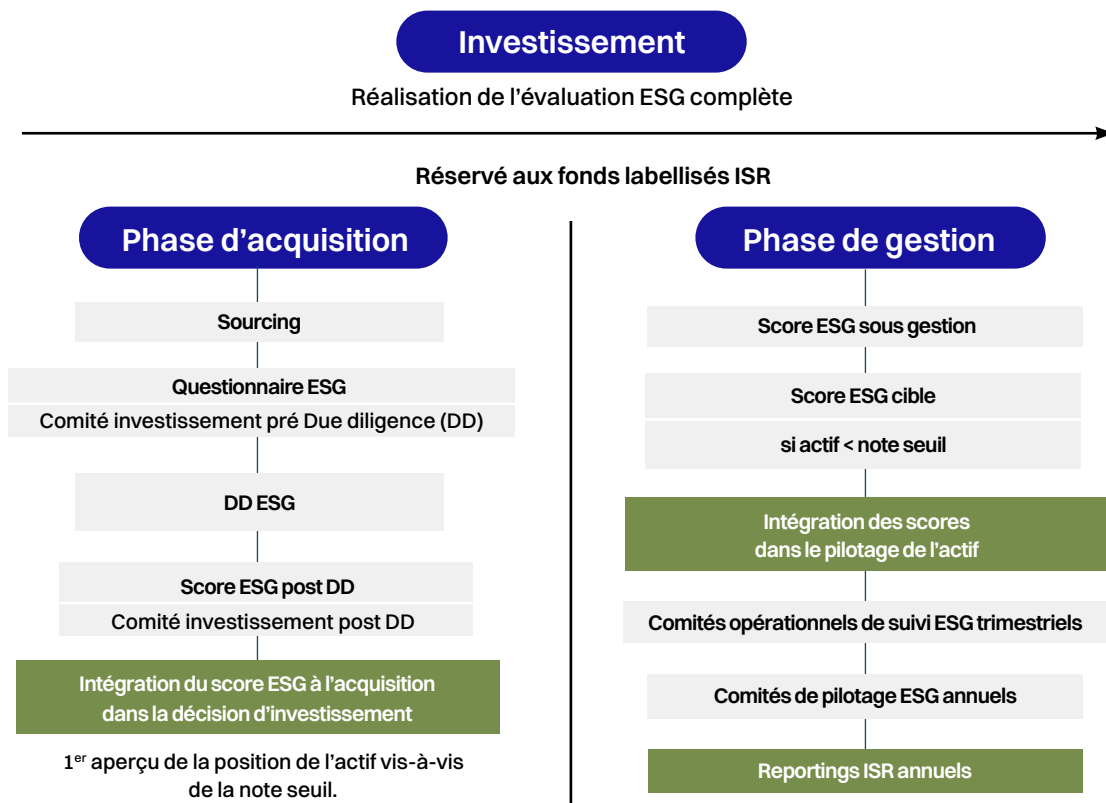 Investissement
Réalisation de l’évaluation ESG complète
Réservé aux fonds labellisés ISR
Phase d’acquisition
Sourcing
Questionnaire ESG
Comité investissement pré Due diligence (DD)
DD ESG
Score ESG post DD
Comité investissement post DD
Intégration du score ESG à l’acquisition
dans la décision d’investissement
1er aperçu de la position de l’actif vis-à-vis
de la note seuil.
Phase de gestion
Score ESG sous gestion
Score ESG cible
si actif < note seuil
Intégration des scores
dans le pilotage de l’actif
Comités opérationnels de suivi ESG trimestriels
Comités de pilotage ESG annuels
Reportings ISR annuels